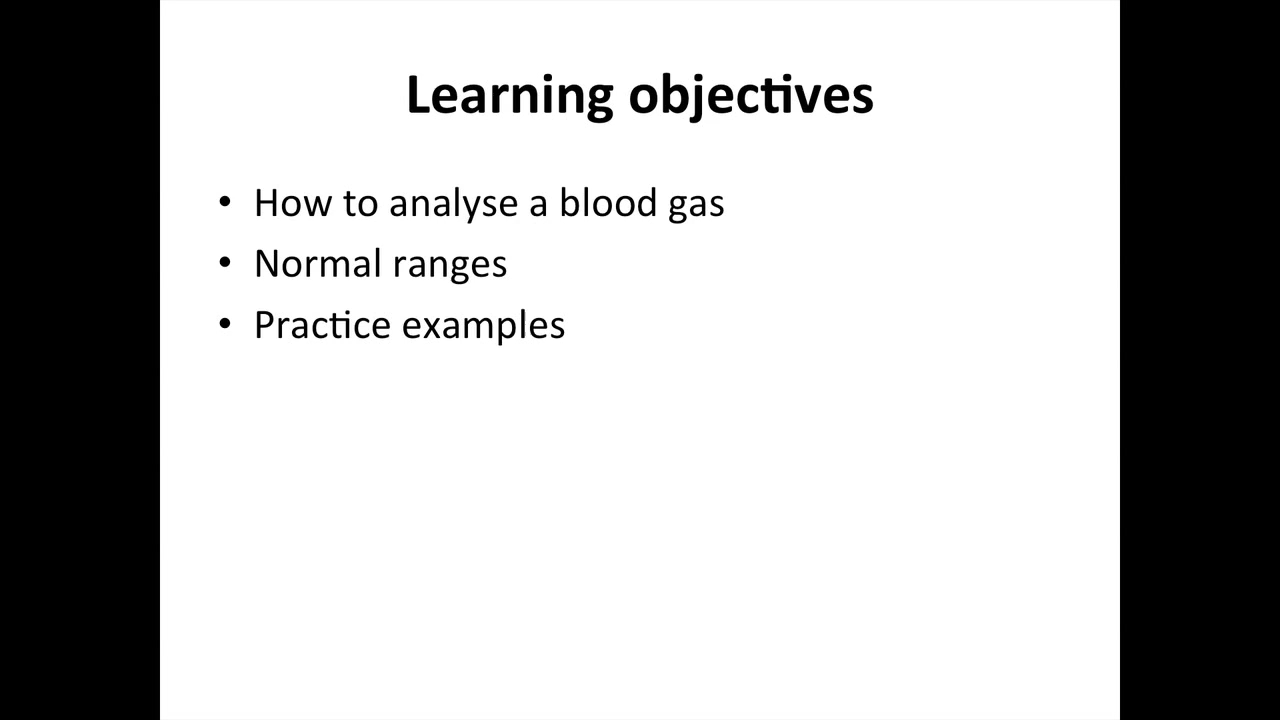 Learning objectives
• How to analyse a blood gas
• Normal ranges
• Practice examples